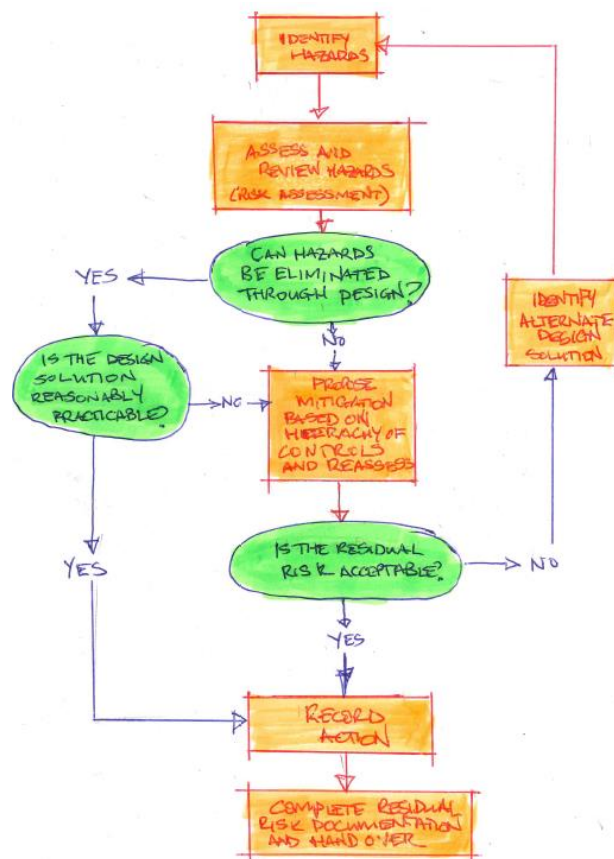 IDENTIFY
HAZARDS
ASSESS AND
REVIEW HAZARDS
(RISK ASSESSMENT)
CAN HAZARDS
BE ELIMINATED
THROUGH DESIGN?
YES
NO
IDENTIFY
ALTERNATE
DESIGN
SOLUTION
IS THE DESIGN
SOLUTION
REASONABLY
PRACTICABLE?
NO
PROPOSE
MITIGATION
BASED ON
HIERARCHY OF
CONTROLS
AND REASSESS
YES
IS THE RESIDUAL
RISK ACCEPTABLE?
NO
YES
RECORD
ACTION
COMPLETE RESIDUAL
RISK DOCUMENTATION
AND HAND OVER